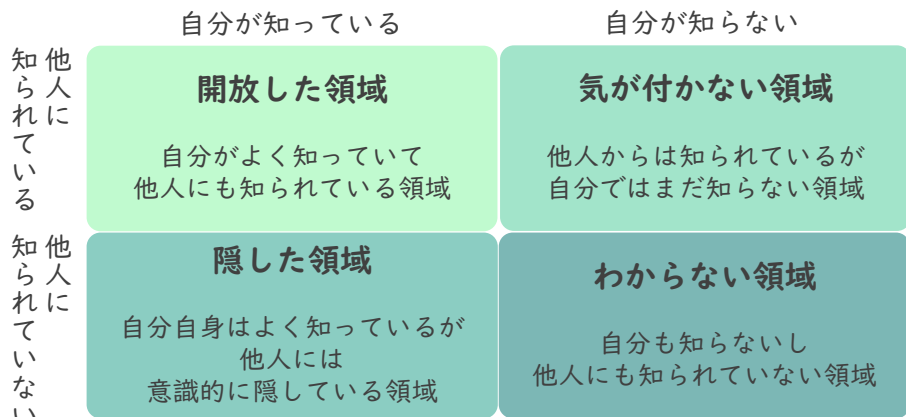 自分が知っている
自分が知らない
他人に
知られている
開放した領域
自分がよく知っていて
他人にも知られている領域
気が付かない領域
他人からは知られているが
自分ではまだ知らない領域
他人に
知られていない
隠した領域
自分自身はよく知っているが
他人には
意識的に隠している領域
わからない領域
自分も知らないし
他人にも知られていない領域